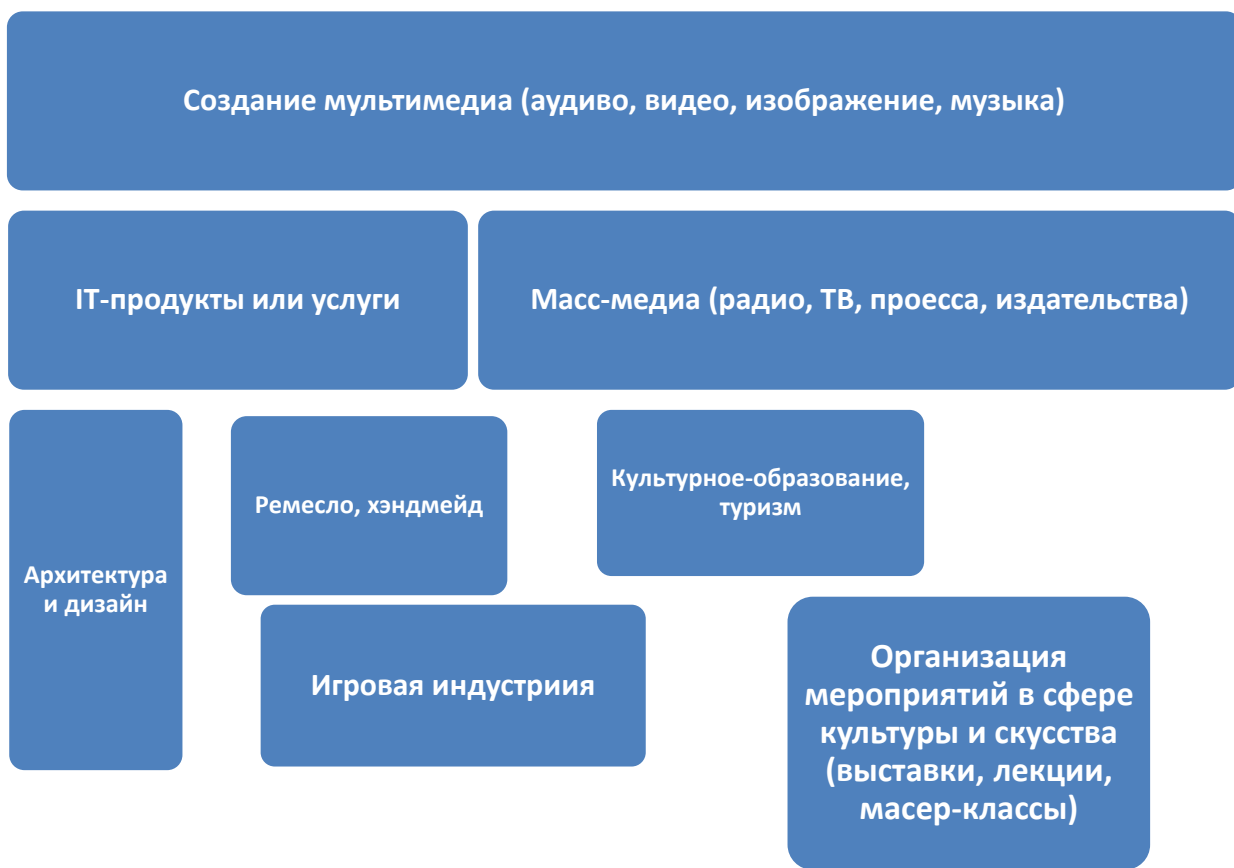 Создание мультимедиа (аудиво, видео, изображение, музыка)
IT-продукты или услуги
Масс-медиа (радио, ТВ, проесса, издательства)
Архитектура
и дизайн
Ремесло, хэндмейд
Культурное-образование,
туризм
Игровая индустриия
Организация
мероприятий в сфере
культуры и скусства
(выставки, лекции,
масер-классы)